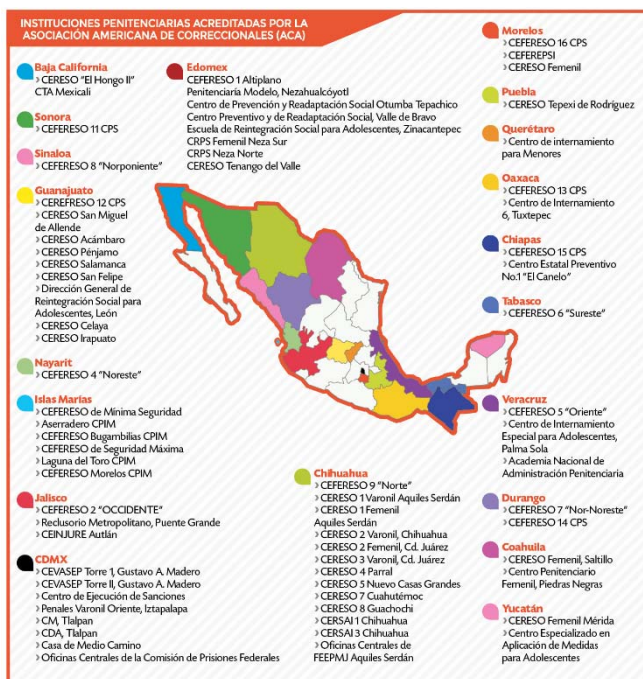 INSTITUCIONES PENITENCIARIAS ACREDITADAS POR LA
ASOCIACIÓN AMERICANA DE CORRECCIONALES (ACA)
Baja California
> CERESO "El Hongo II"
CTA Mexicali
Sonora
> CEFERESO 11 CPS
Sinaloa
> CEFERESO 8 "Norponiente"
Guanajuato
> CEREFRESO 12 CPS
> CERESO San Miguel
de Allende
> CERESO Acámbaro
> CERESO Pénjamo
> CERESO Salamanca
> CERESO San Felipe
> Dirección General de
Reintegración Social para
Adolescentes, León
> CERESO Celaya
> CERESO Irapuato
Nayarit
> CEFERESO 4 "Noreste"
Islas Marías
> CEFERESO de Mínima Seguridad
> Aserradero CPIM
> CEFERESO Bugambilias CPIM
> CEFERESO de Seguridad Máxima
> Laguna del Toro CPIM
> CEFERESO Morelos CPIM
Jalisco
> CEFERESO 2 "OCCIDENTE"
> Reclusorio Metropolitano, Puente Grande
> CEINJURE Autlán
CDMX
> CEVASEP Torre 1, Gustavo A. Madero
> CEVASEP Torre II, Gustavo A. Madero
> Centro de Ejecución de Sanciones
> Penales Varonil Oriente, Iztapalapa
> CM, Tlalpan
> CDA, Tlalpan
> Casa de Medio Camino
> Oficinas Centrales de la Comisión de Prisiones Federales
Edomex
CEFERESO 1 Altiplano
Penitenciaría Modelo, Nezahualcóyotl
Centro de Prevención y Readaptación Social Otumba Tepachico
Centro Preventivo y de Readaptación Social, Valle de Bravo
Escuela de Reintegración Social para Adolescentes, Zinacantepec
CRPS Femenil Neza Sur
CRPS Neza Norte
CERESO Tenango del Valle
Chihuahua
> CEFERESO 9 "Norte"
> CERESO 1 Varonil Aquiles Serdán
> CERESO 1 Femenil
Aquiles Serdán
> CERESO 2 Varonil, Chihuahua
> CERESO 2 Femenil, Cd. Juárez
> CERESO 3 Varonil, Cd. Juárez
> CERESO 4 Parral
> CERESO 5 Nuevo Casas Grandes
> CERESO 7 Cuahutémoc
> CERESO 8 Guachochi
> CERSAI 1 Chihuahua
> CERSAI 3 Chihuahua
> Oficinas Centrales de
FEEPMJ Aquiles Serdán
Morelos
> CEFERESO 16 CPS
> CEFEREPSI
> CERESO Femenil
Puebla
> CERESO Tepexi de Rodríguez
Querétaro
> Centro de internamiento
para Menores
Oaxaca
> CEFERESO 13 CPS
> Centro de Internamiento
6, Tuxtepec
Chiapas
> CEFERESO 15 CPS
> Centro Estatal Preventivo
No.1 "El Canelo"
Tabasco
> CEFERESO 6 "Sureste"
Veracruz
> CEFERESO 5 "Oriente"
> Centro de Internamiento
Especial para Adolescentes,
Palma Sola
> Academia Nacional de
Administración Penitenciaria
Durango
> CEFERESO 7 "Nor-Noreste"
> CEFERESO 14 CPS
Coahuila
> CERESO Femenil, Saltillo
> Centro Penitenciario
Femenil, Piedras Negras
Yucatán
> CERESO Femenil Mérida
> Centro Especializado en
Aplicación de Medidas
para Adolescentes